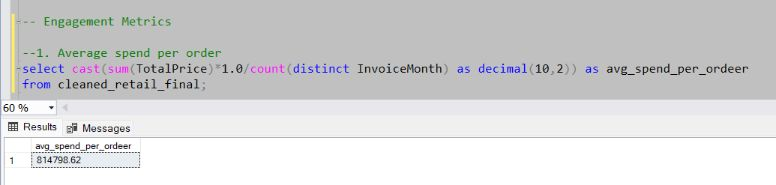 -- Engagement Metrics
--1. Average spend per order
select cast(sum(TotalPrice)*1.0/count(distinct InvoiceMonth) as decimal(10,2)) as avg_spend_per_ordeer
from cleaned_retail_final;
60 %
Results Messages
avg_spend_per_ordeer
1 814798.62